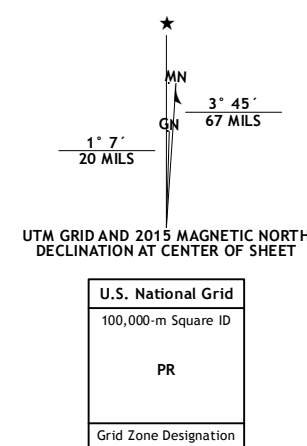 ★
MN
3° 45´
67 MILS
GN
1° 7´
20 MILS
UTM GRID AND 2015 MAGNETIC NORTH
DECLINATION AT CENTER OF SHEET
U.S. National Grid
100,000-m Square ID
PR
Grid Zone Designation